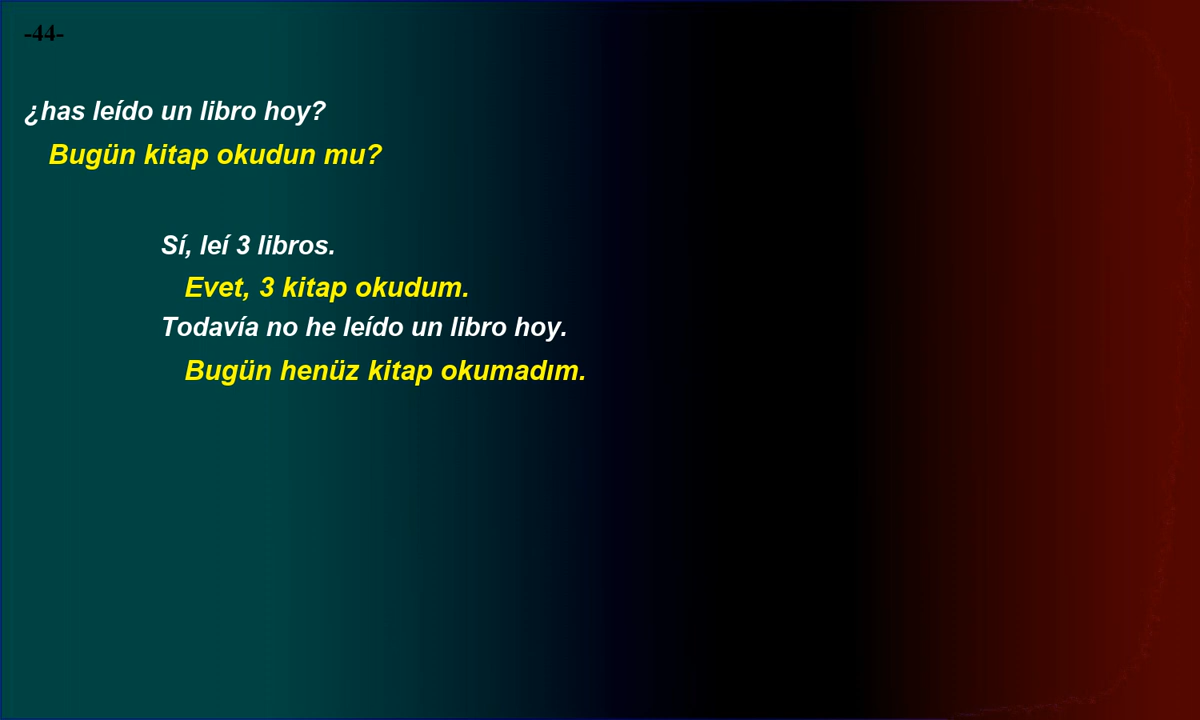 -44-
¿has leído un libro hoy?
Bugün kitap okudun mu?
Sí, leí 3 libros.
Evet, 3 kitap okudum.
Todavía no he leído un libro hoy.
Bugün henüz kitap okumadım.